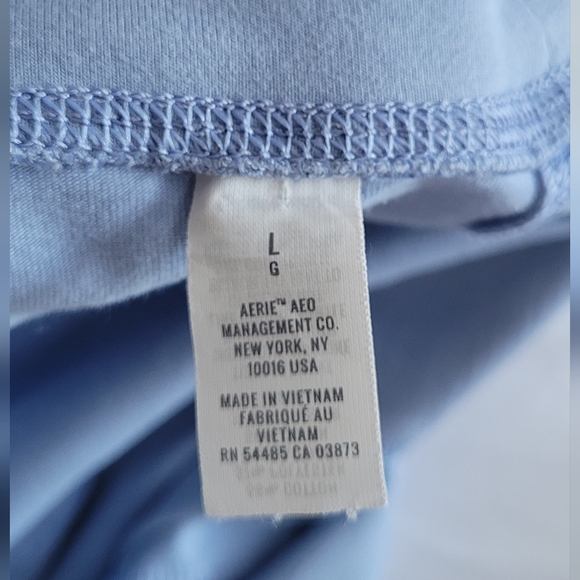 L
G
AERIE™ AEO
MANAGEMENT CO.
NEW YORK, NY
10016 USA
MADE IN VIETNAM
FABRIQUÉ AU
VIETNAM
RN 54485 CA 03873